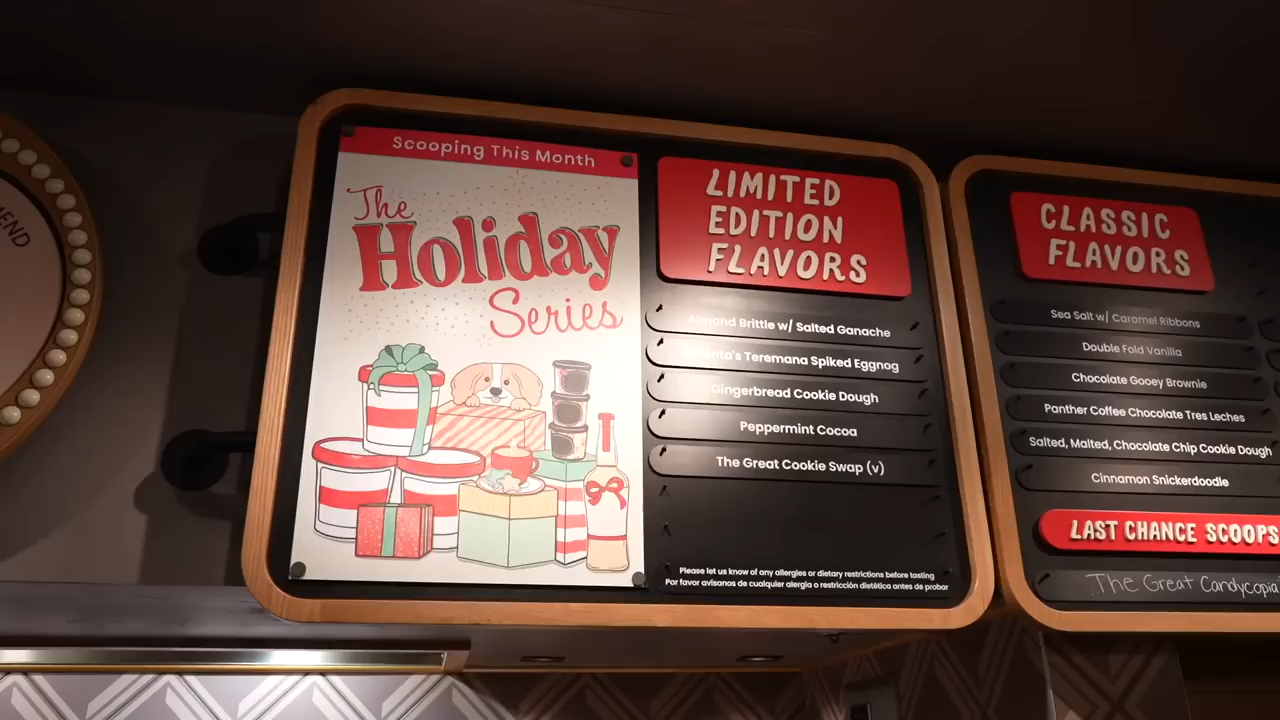 MEND
Scooping This Month
The
Holiday
Series
LIMITED
EDITION
FLAVORS
Almond Brittle w/ Salted Ganache
Teremana Spiked Eggnog
Gingerbread Cookie Dough
Peppermint Cocoa
The Great Cookie Swap (v)
Please let us know of any allergies or dietary restrictions before tasting
Por favor avisanos de cualquier alergia o restricción dietética antes de probar
CLASSIC
FLAVORS
Sea Salt w/ Caramel Ribbons
Double Fold Vanilla
Chocolate Gooey Brownie
Panther Coffee Chocolate Tres Leches
Salted, Malted, Chocolate Chip Cookie Dough
Cinnamon Snickerdoodle
LAST CHANCE SCOOPS
The Great Candycopia